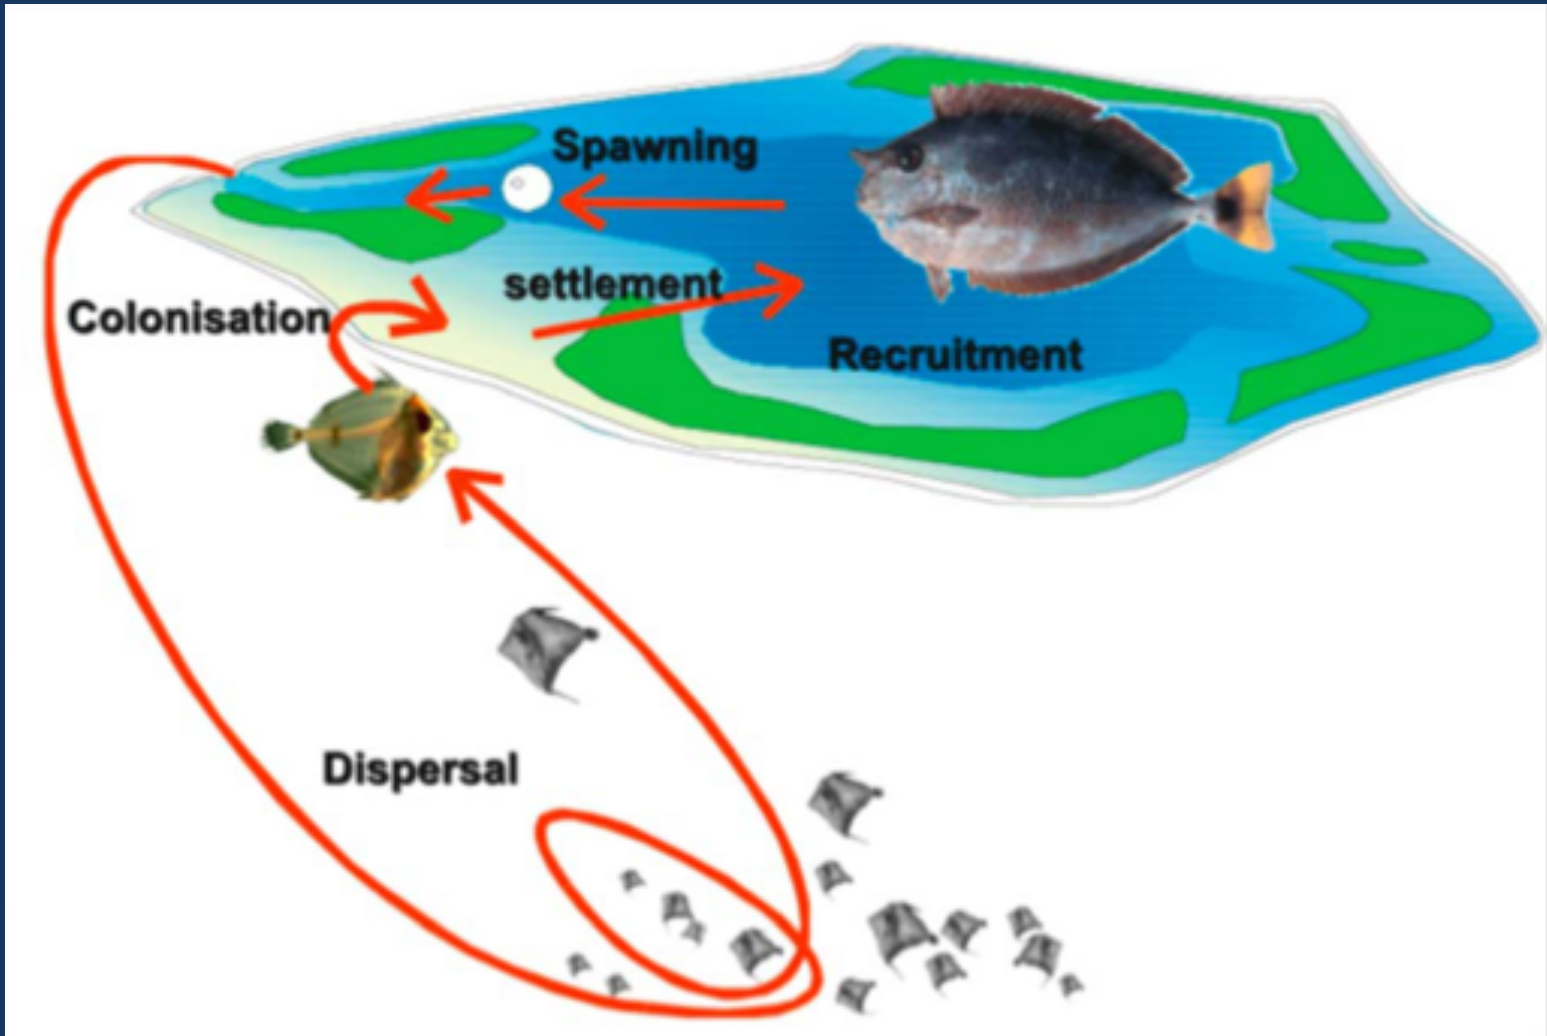 Spawning
settlement
Colonisation
Recruitment
Dispersal